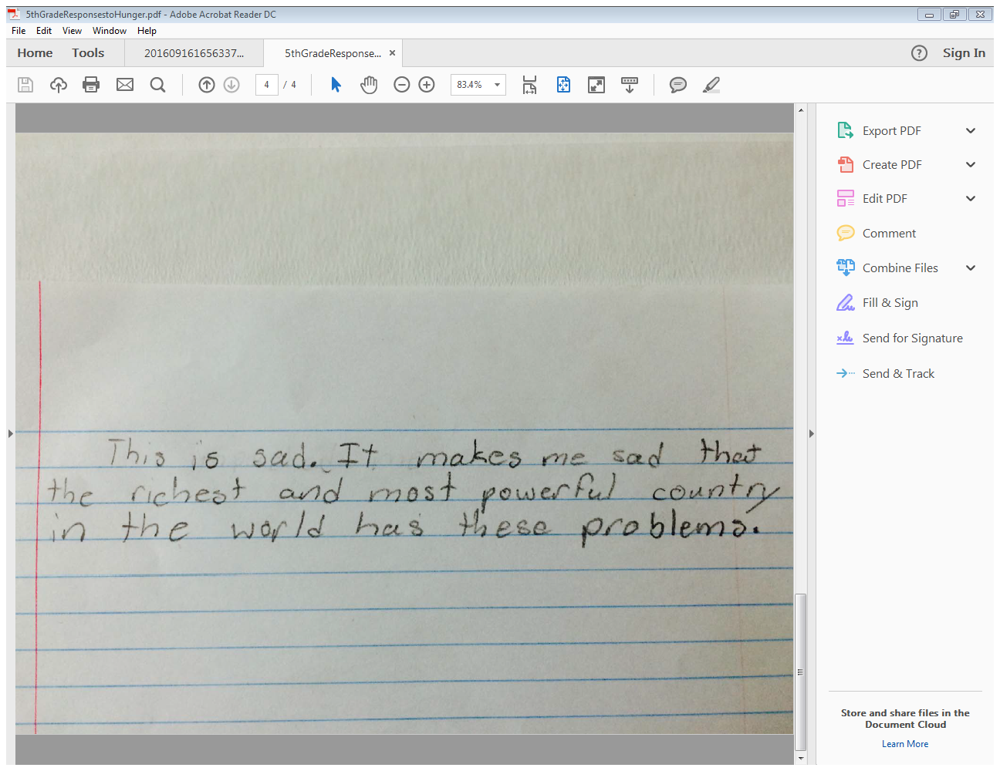 5thGradeResponsestoHunger.pdf - Adobe Acrobat Reader DC
File Edit View Window Help
Home Tools 201609161656337... 5thGradeResponse... × ? Sign In
4 / 4 83.4%
Export PDF
Create PDF
Edit PDF
Comment
Combine Files
Fill & Sign
Send for Signature
Send & Track
This is sad. It makes me sad that
the richest and most powerful country
in the world has these problems.
Store and share files in the
Document Cloud
Learn More